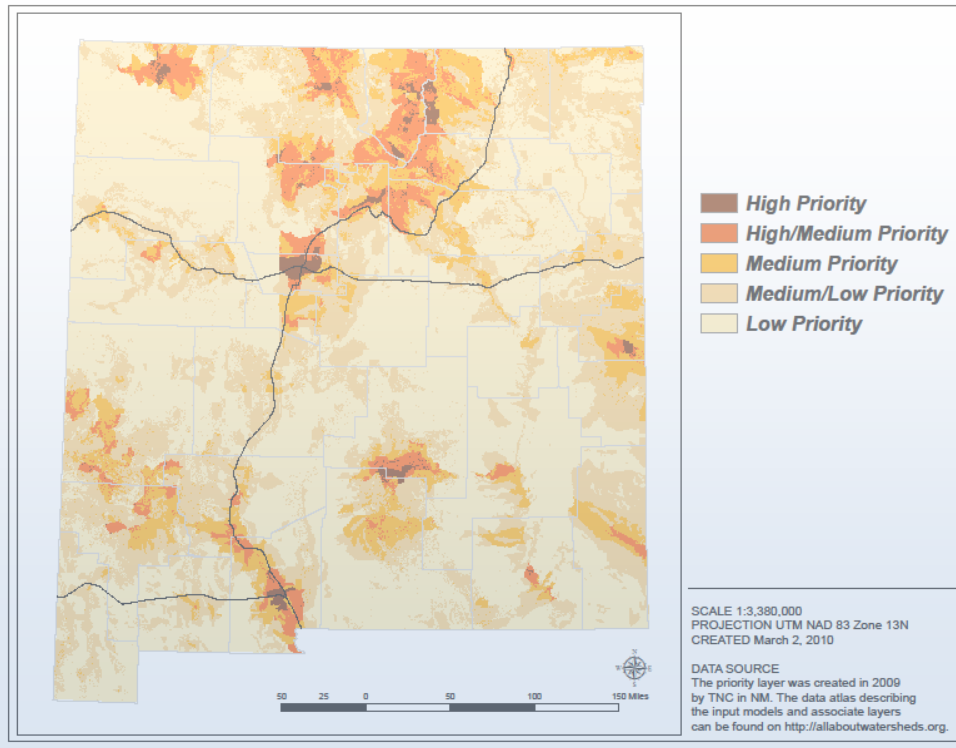 High Priority
High/Medium Priority
Medium Priority
Medium/Low Priority
Low Priority
SCALE 1:3,380,000
PROJECTION UTM NAD 83 Zone 13N
CREATED March 2, 2010
DATA SOURCE
The priority layer was created in 2009
by TNC in NM. The data atlas describing
the input models and associate layers
can be found on http://allaboutwatersheds.org.
50 25 0 50 100 150 Miles